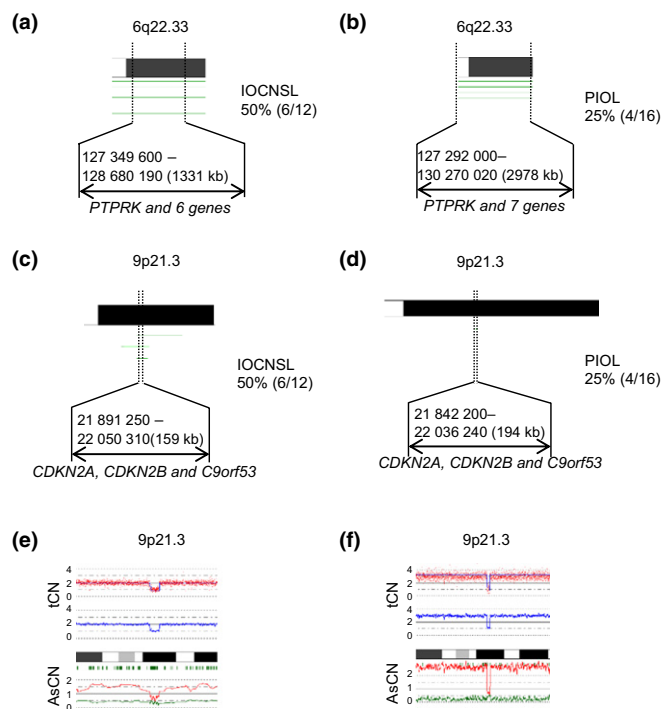 (a)
6q22.33
IOCNSL
50% (6/12)
127 349 600 –
128 680 190 (1331 kb)
PTPRK and 6 genes
(b)
6q22.33
PIOL
25% (4/16)
127 292 000–
130 270 020 (2978 kb)
PTPRK and 7 genes
(c)
9p21.3
IOCNSL
50% (6/12)
21 891 250 –
22 050 310(159 kb)
CDKN2A, CDKN2B and C9orf53
(d)
9p21.3
PIOL
25% (4/16)
21 842 200–
22 036 240 (194 kb)
CDKN2A, CDKN2B and C9orf53
(e)
9p21.3
tCN
4
2
0
4
2
0
AsCN
2
1
0
(f)
9p21.3
tCN
4
2
0
4
2
0
AsCN
2
1
0